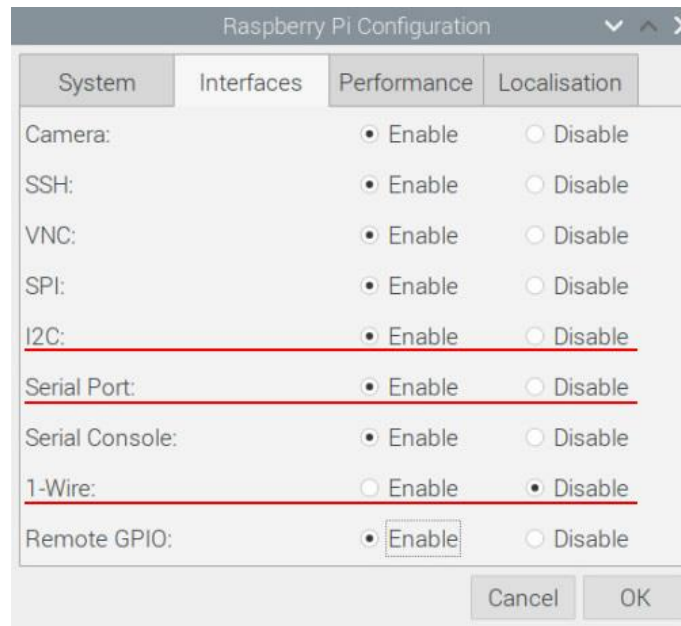 Raspberry Pi Configuration
System Interfaces Performance Localisation
Camera: Enable Disable
SSH: Enable Disable
VNC: Enable Disable
SPI: Enable Disable
I2C: Enable Disable
Serial Port: Enable Disable
Serial Console: Enable Disable
1-Wire: Enable Disable
Remote GPIO: Enable Disable
Cancel OK